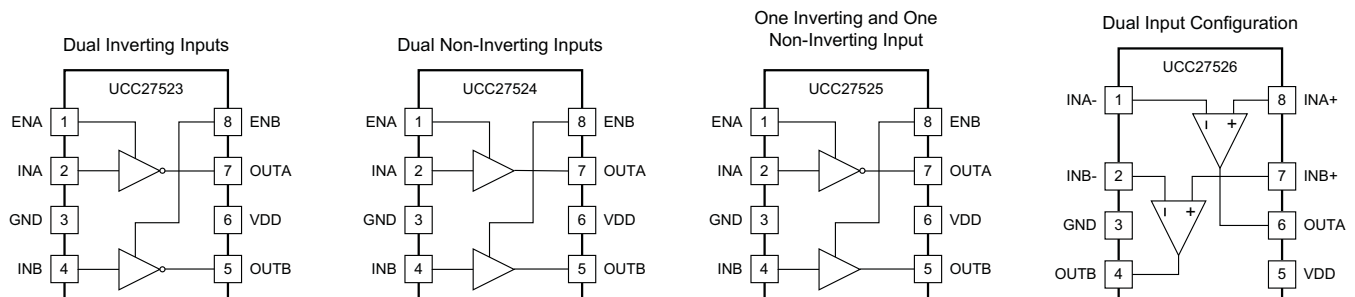 Dual Inverting Inputs
UCC27523
ENA 1 8 ENB
INA 2 7 OUTA
GND 3 6 VDD
INB 4 5 OUTB
Dual Non-Inverting Inputs
UCC27524
ENA 1 8 ENB
INA 2 7 OUTA
GND 3 6 VDD
INB 4 5 OUTB
One Inverting and One
Non-Inverting Input
UCC27525
ENA 1 8 ENB
INA 2 7 OUTA
GND 3 6 VDD
INB 4 5 OUTB
Dual Input Configuration
UCC27526
INA- 1 8 INA+
- +
INB- 2 7 INB+
- +
GND 3 6 OUTA
OUTB 4 5 VDD